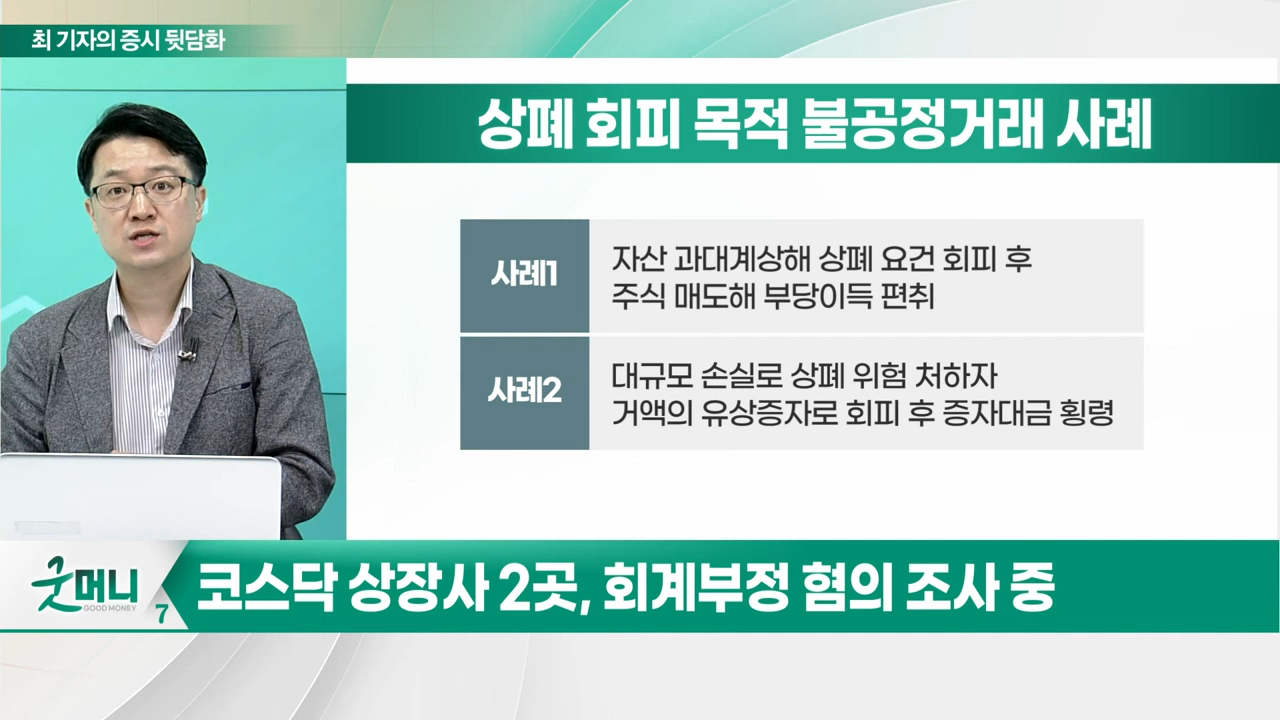 최 기자의 증시 뒷담화
상폐 회피 목적 불공정거래 사례
사례1
자산 과대계상해 상폐 요건 회피 후
주식 매도해 부당이득 편취
사례2
대규모 손실로 상폐 위험 처하자
거액의 유상증자로 회피 후 증자대금 횡령
굿머니
GOOD MONEY
7
코스닥 상장사 2곳, 회계부정 혐의 조사 중